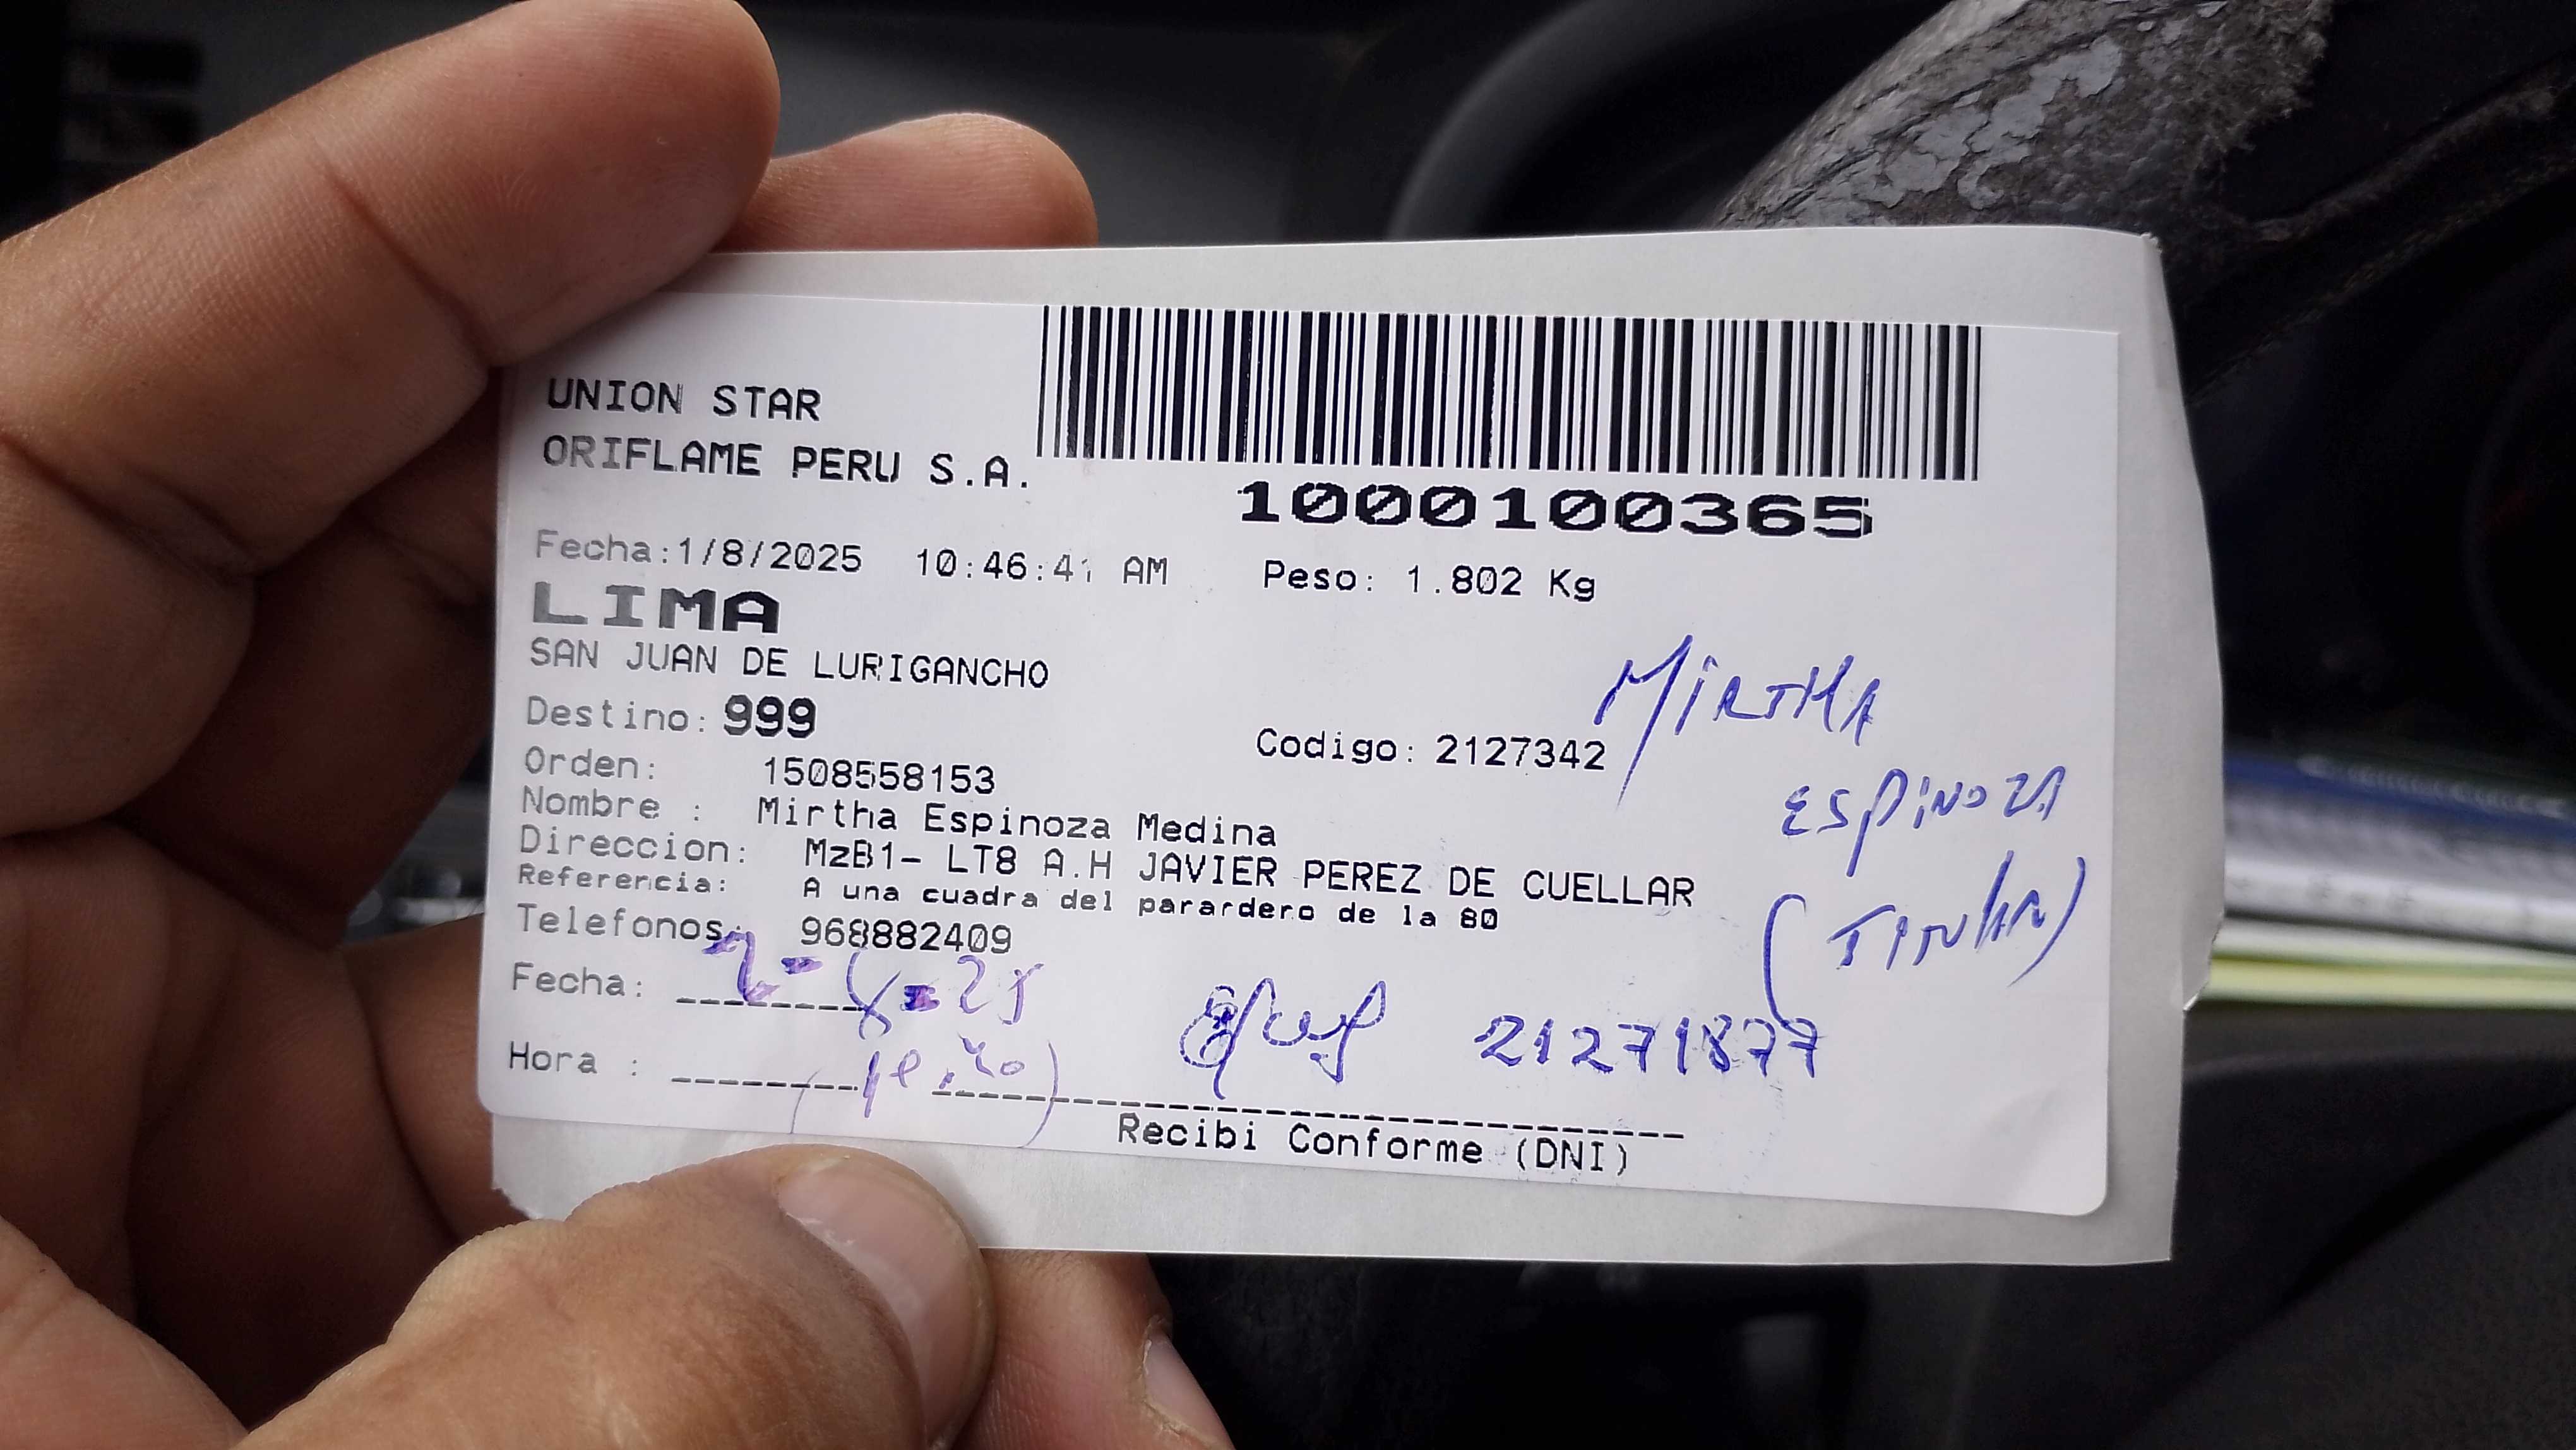 UNION STAR
ORIFLAME PERU S.A.
1000100365
Fecha:1/8/2025 10:46:41 AM Peso: 1.802 Kg
LIMA
SAN JUAN DE LURIGANCHO
Destino: 999
Codigo: 2127342
Orden: 1508558153
Nombre : Mirtha Espinoza Medina
Direccion: MzB1- LT8 A.H JAVIER PEREZ DE CUELLAR
Referencia: A una cuadra del parardero de la 80
Telefonos: 968882409
MIRTHA
ESPINOZA
Fecha: 2-8-25
21271877
Hora :
Recibi Conforme (DNI)